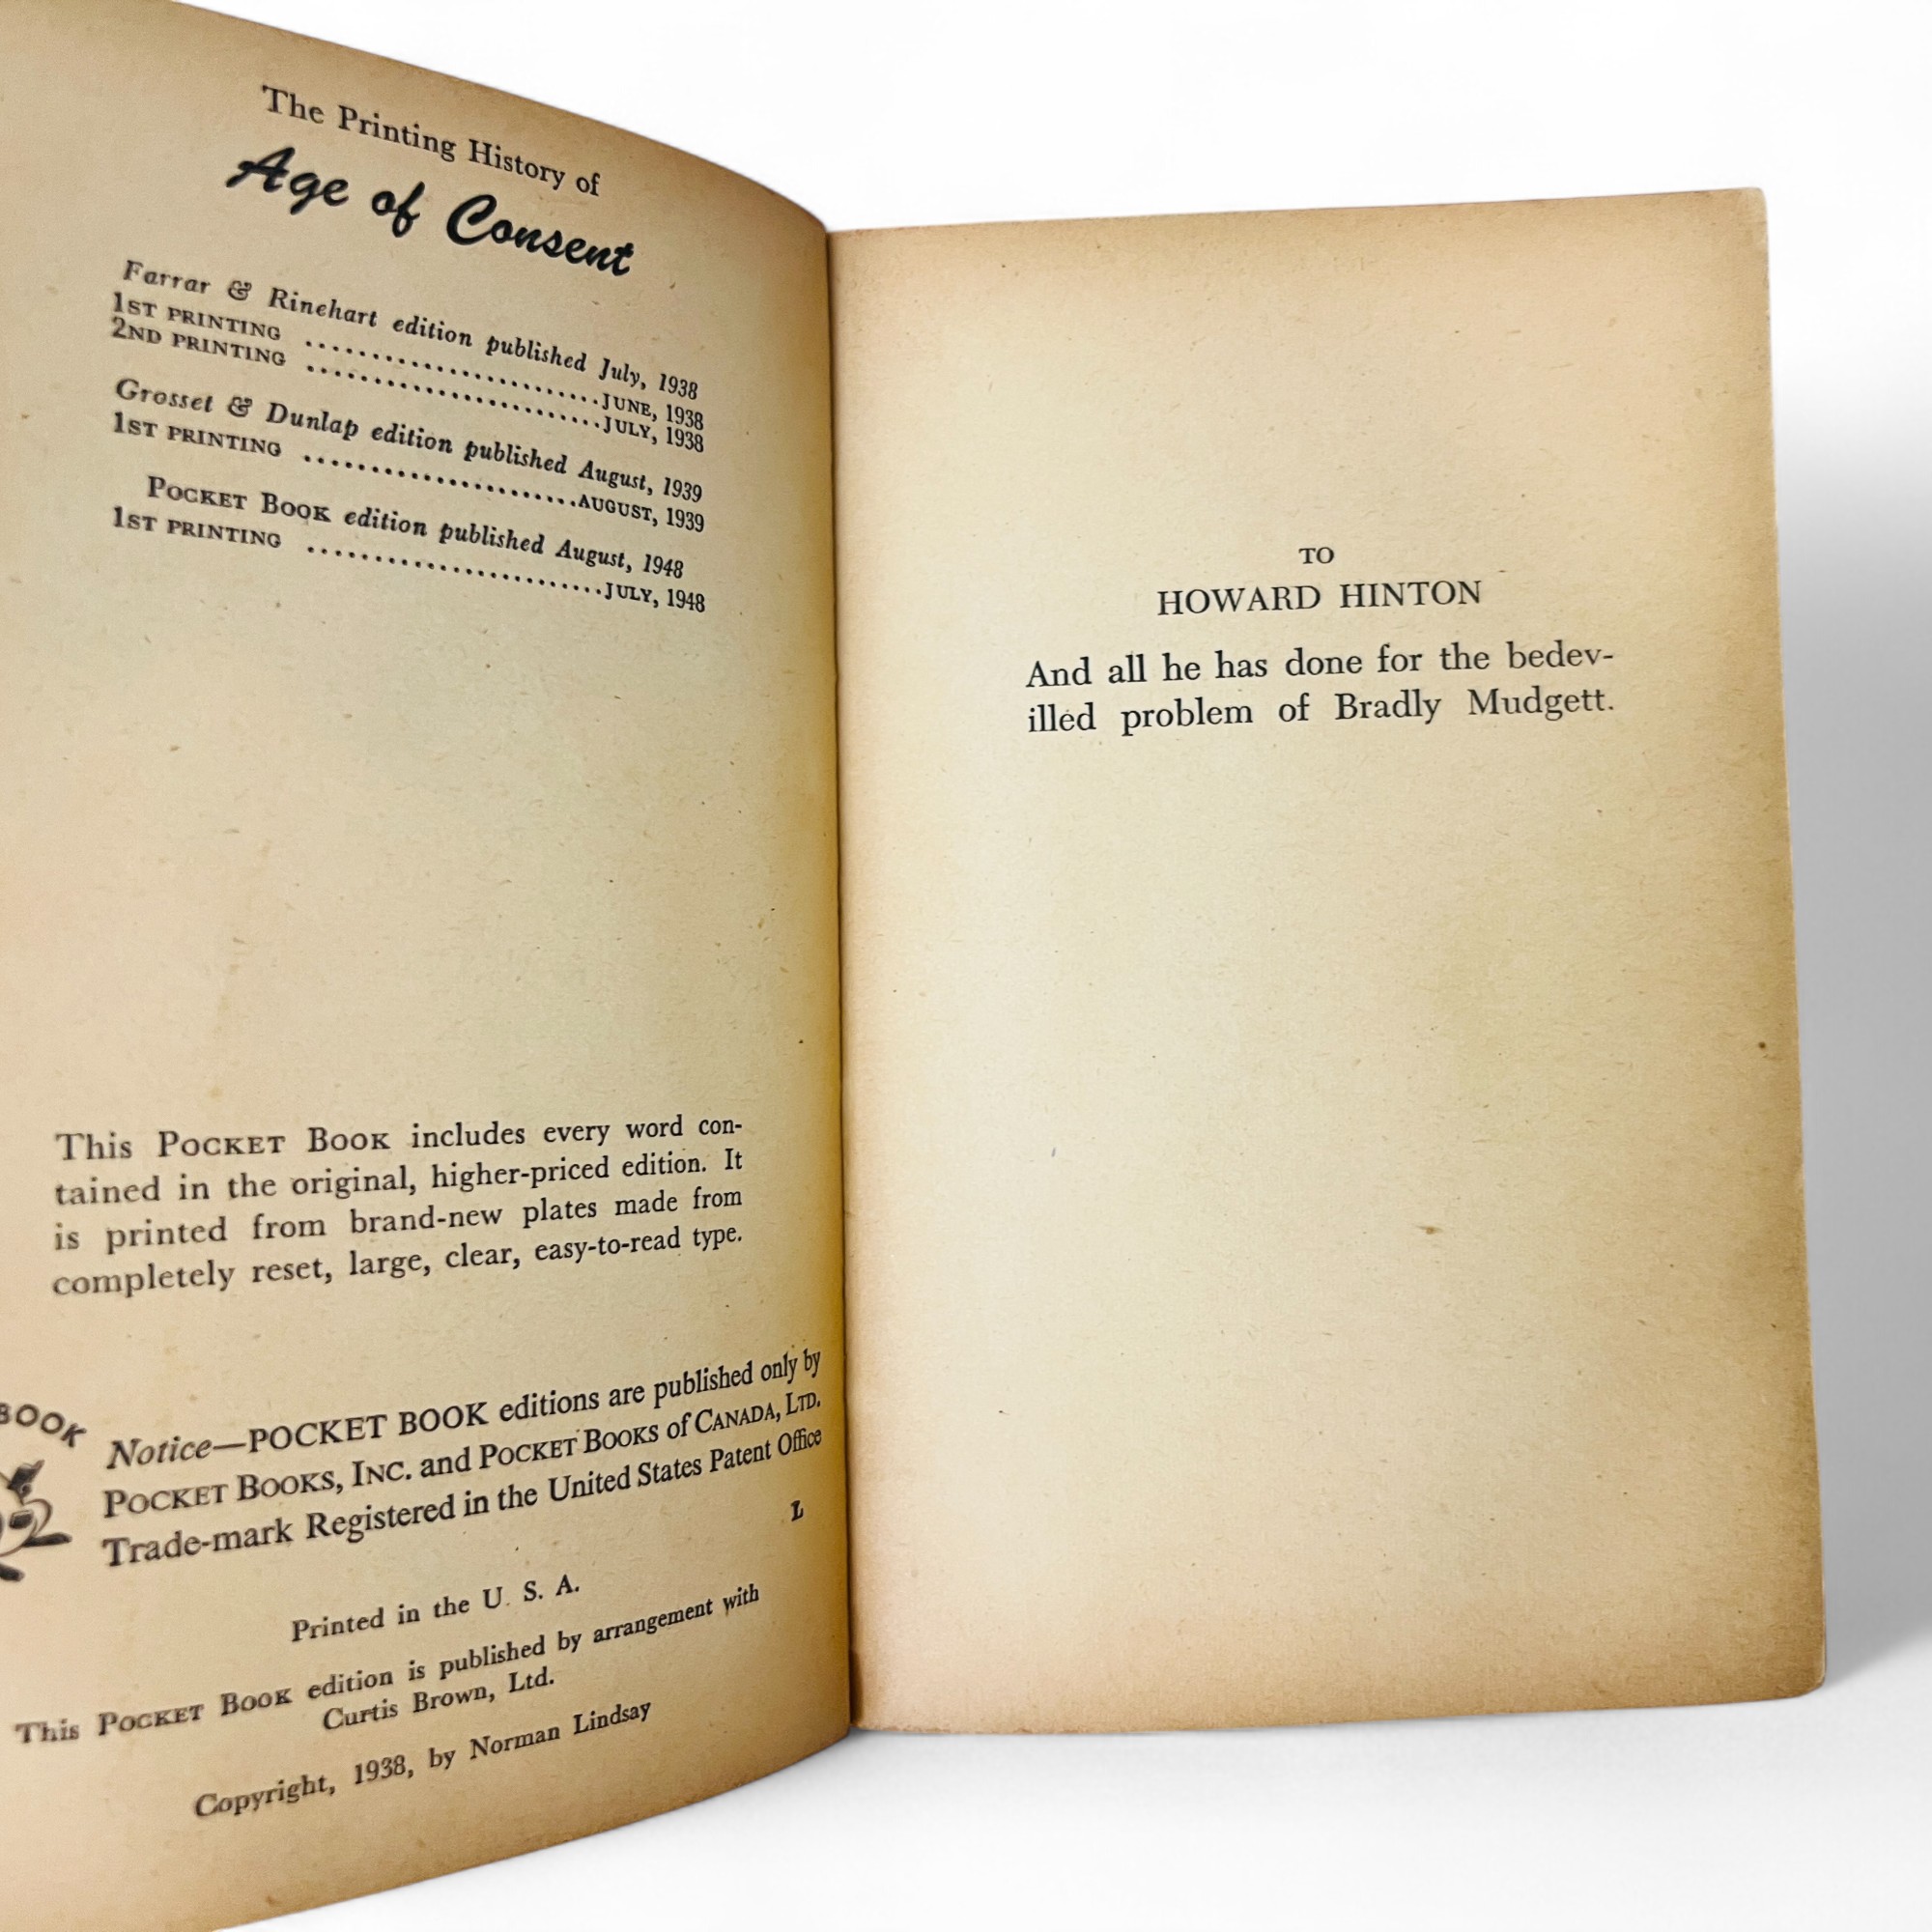 The Printing History of
Age of Consent
Farrar & Rinehart edition published July, 1938
1ST PRINTING ..............................JUNE, 1938
2ND PRINTING ..............................JULY, 1938
Grosset & Dunlap edition published August, 1939
1ST PRINTING ............................AUGUST, 1939
POCKET BOOK edition published August, 1948
1ST PRINTING ..............................JULY, 1948
This POCKET BOOK includes every word con-
tained in the original, higher-priced edition. It
is printed from brand-new plates made from
completely reset, large, clear, easy-to-read type.
BOOK
Notice—POCKET BOOK editions are published only by
POCKET BOOKS, INC. and POCKET BOOKS of CANADA, LTD.
Trade-mark Registered in the United States Patent Office
L
Printed in the U. S. A.
This POCKET BOOK edition is published by arrangement with
Curtis Brown, Ltd.
Copyright, 1938, by Norman Lindsay
TO
HOWARD HINTON
And all he has done for the bedev-
illed problem of Bradly Mudgett.